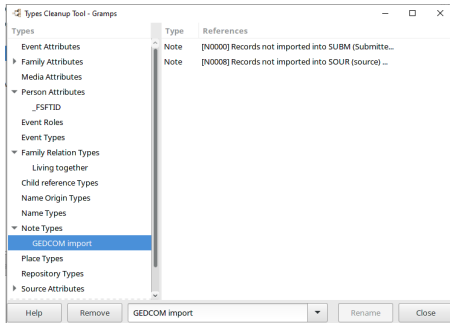 Types Cleanup Tool - Gramps
Types
Type References
Event Attributes
Note [N0000] Records not imported into SUBM (Submitte...
Family Attributes
Note [N0008] Records not imported into SOUR (source) ...
Media Attributes
Person Attributes
_FSFTID
Event Roles
Event Types
Family Relation Types
Living together
Child reference Types
Name Origin Types
Name Types
Note Types
GEDCOM import
Place Types
Repository Types
Source Attributes
Help Remove GEDCOM import Rename Close